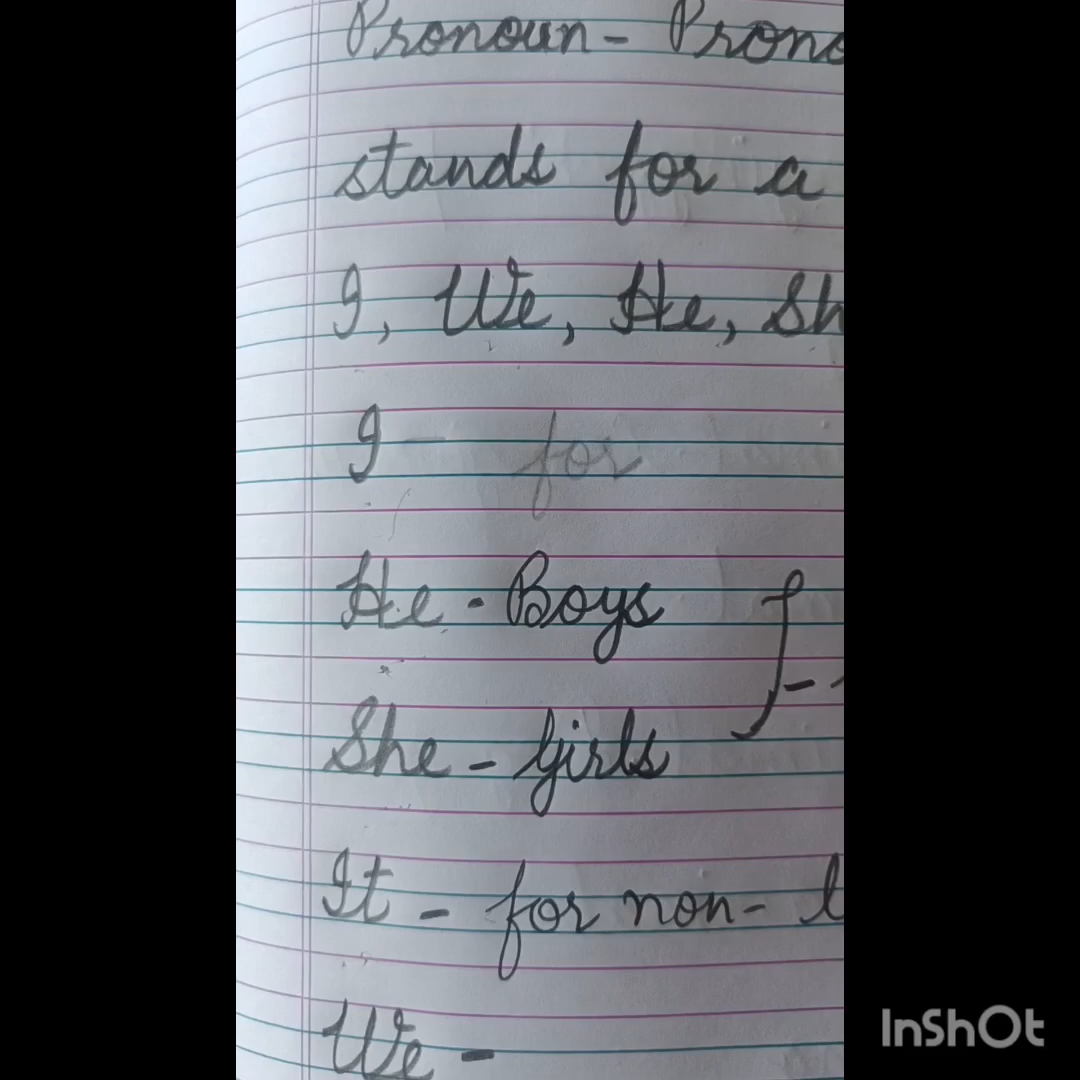 Pronoun - Prono
stands for a
I, We, He, Sh
I - for
He - Boys
She - Girls
It - for non - l
We -
InShOt